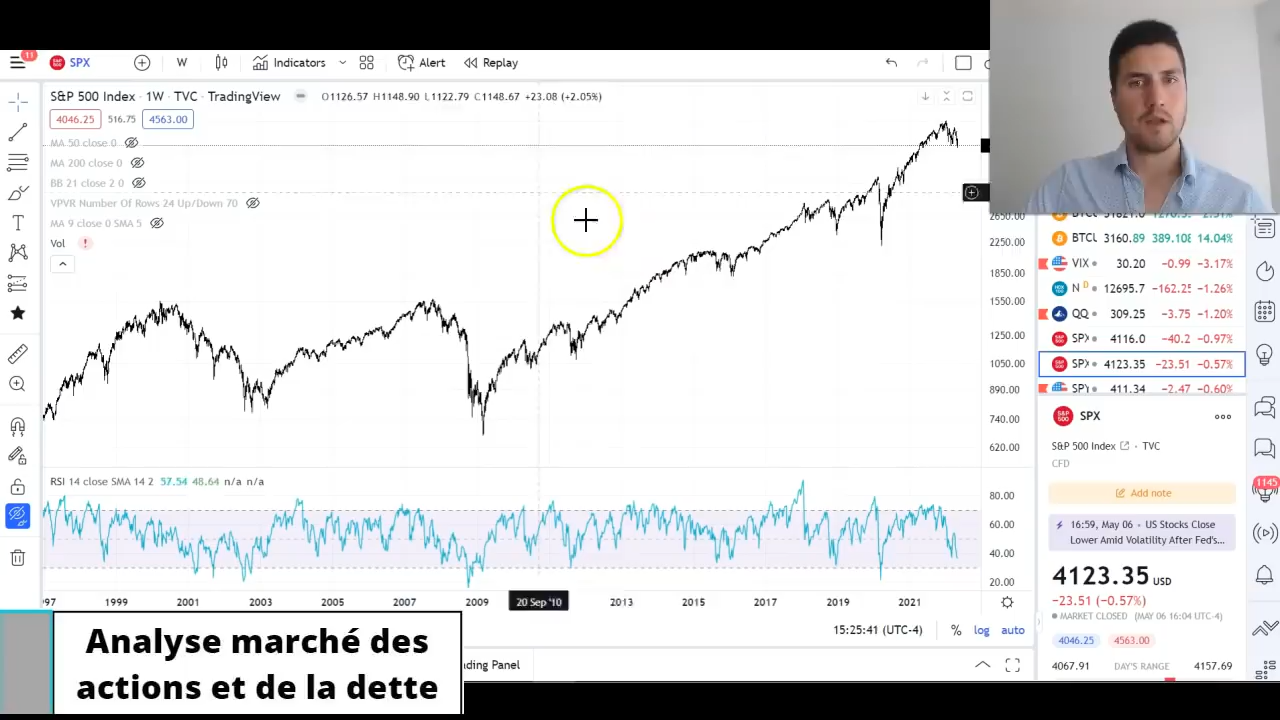 11
SPX
W
Indicators
Alert
Replay
S&P 500 Index · 1W · TVC · TradingView
O1126.57 H1148.90 L1122.79 C1148.67 +23.08 (+2.05%)
4046.25 516.75 4563.00
MA 50 close 0
MA 200 close 0
BB 21 close 2 0
VPVR Number Of Rows 24 Up/Down 70
MA 9 close 0 SMA 5
Vol !
2650.00
2250.00
1850.00
1550.00
1250.00
1050.00
890.00
740.00
620.00
RSI 14 close SMA 14 2 57.54 48.64 n/a n/a
80.00
60.00
40.00
20.00
1999 2001 2003 2005 2007 2009 20 Sep '10 2013 2015 2017 2019 2021
15:25:41 (UTC-4) % log auto
ding Panel
Analyse marché des
actions et de la dette
BTCU 3160.89 389.108 14.04%
VIX 30.20 −0.99 −3.17%
N D 12695.7 −162.25 −1.26%
QQ 309.25 −3.75 −1.20%
SPX 4116.0 −40.2 −0.97%
SPX 4123.35 −23.51 −0.57%
SPY 411.34 −2.47 −0.60%
S&P 500
SPX
S&P 500 Index · TVC
CFD
Add note
16:59, May 06 · US Stocks Close
Lower Amid Volatility After Fed's...
4123.35 USD
−23.51 (−0.57%)
MARKET CLOSED (MAY 06 16:04 UTC-4)
4046.25 4563.00
4067.91 DAY'S RANGE 4157.69
1145